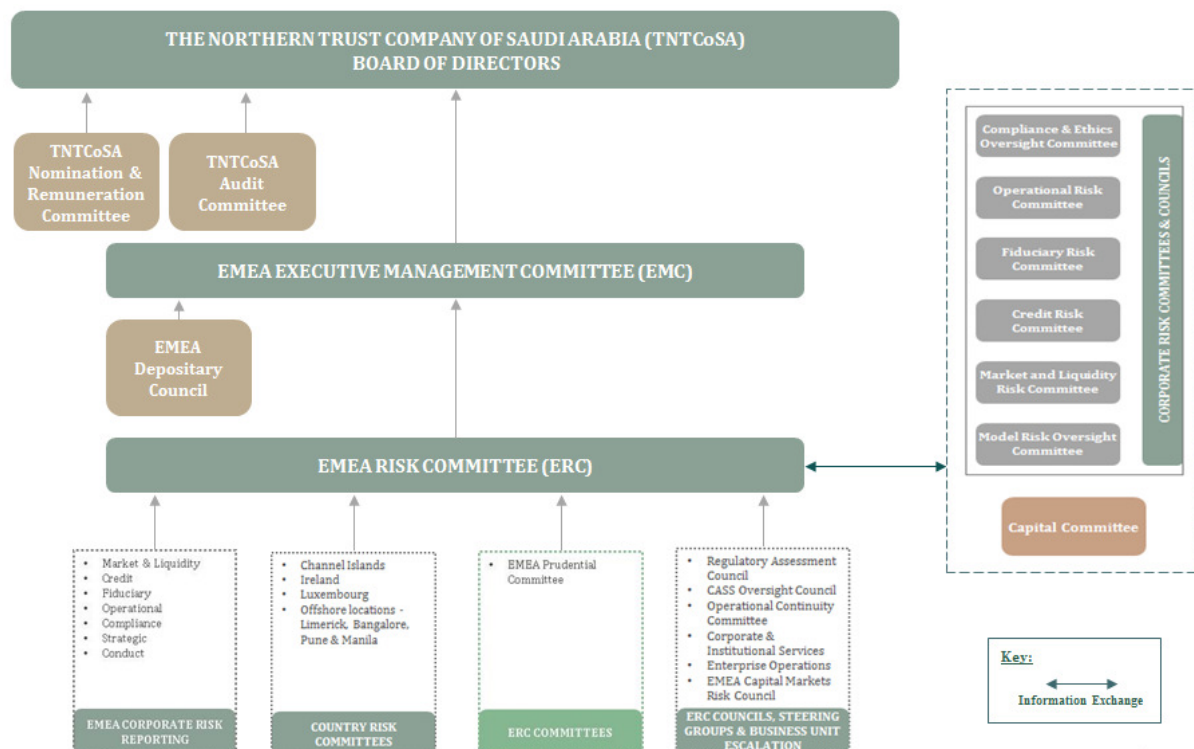 THE NORTHERN TRUST COMPANY OF SAUDI ARABIA (TNTCoSA)
BOARD OF DIRECTORS
TNTCoSA
Nomination &
Remuneration
Committee
TNTCoSA
Audit
Committee
EMEA EXECUTIVE MANAGEMENT COMMITTEE (EMC)
EMEA
Depositary
Council
EMEA RISK COMMITTEE (ERC)
• Market & Liquidity
• Credit
• Fiduciary
• Operational
• Compliance
• Strategic
• Conduct
EMEA CORPORATE RISK
REPORTING
• Channel Islands
• Ireland
• Luxembourg
• Offshore locations -
Limerick, Bangalore,
Pune & Manila
COUNTRY RISK
COMMITTEES
• EMEA Prudential
Committee
ERC COMMITTEES
• Regulatory Assessment
Council
• CASS Oversight Council
• Operational Continuity
Committee
• Corporate &
Institutional Services
• Enterprise Operations
• EMEA Capital Markets
Risk Council
ERC COUNCILS, STEERING
GROUPS & BUSINESS UNIT
ESCALATION
Compliance & Ethics
Oversight Committee
Operational Risk
Committee
Fiduciary Risk
Committee
Credit Risk
Committee
Market and Liquidity
Risk Committee
Model Risk Oversight
Committee
CORPORATE RISK COMMITTEES & COUNCILS
Capital Committee
Key:
Information Exchange